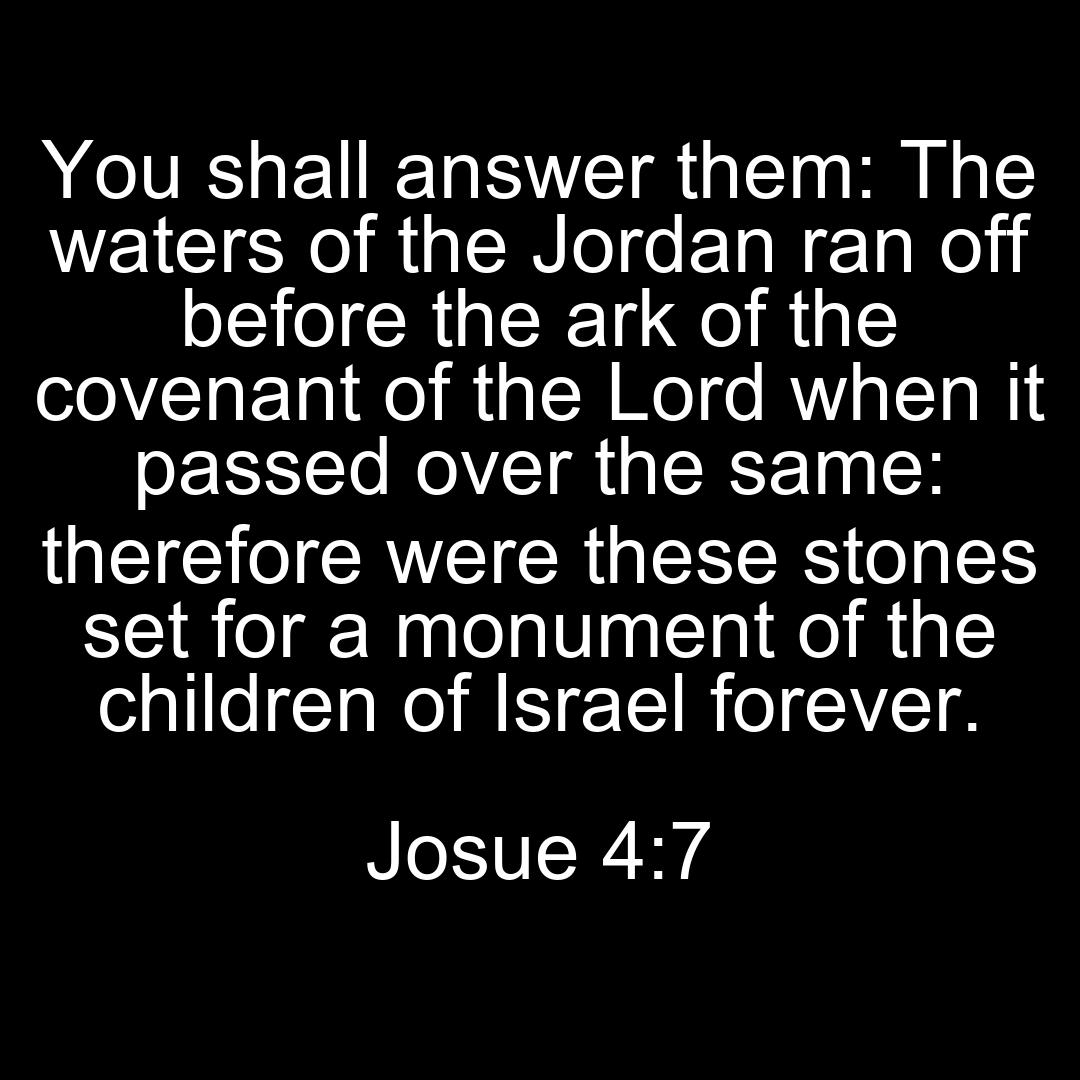 You shall answer them: The
waters of the Jordan ran off
before the ark of the
covenant of the Lord when it
passed over the same:
therefore were these stones
set for a monument of the
children of Israel forever.
Josue 4:7